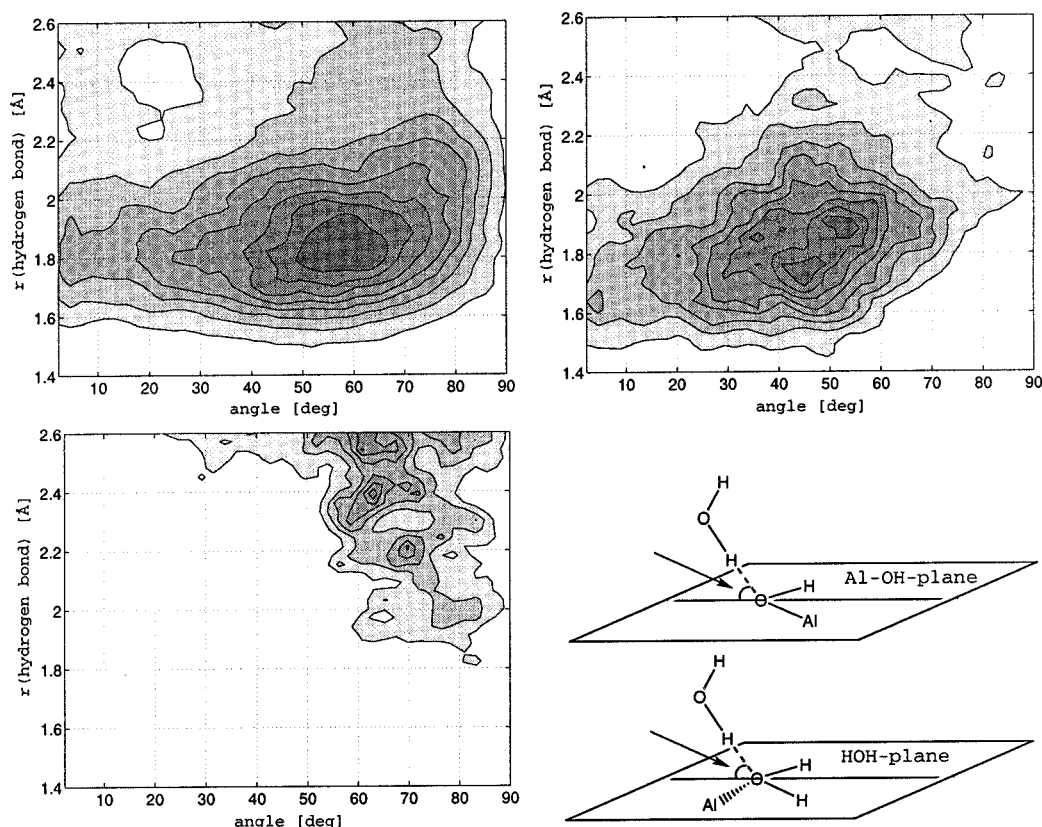 2.6
2.4
2.2
2
1.8
1.6
1.4
r(hydrogen bond) [Å]
10 20 30 40 50 60 70 80 90
angle [deg]
2.6
2.4
2.2
2
1.8
1.6
1.4
r(hydrogen bond) [Å]
10 20 30 40 50 60 70 80 90
angle [deg]
2.6
2.4
2.2
2
1.8
1.6
1.4
r(hydrogen bond) [Å]
10 20 30 40 50 60 70 80 90
angle [deg]
H
O
H
H
Al-OH-plane
O
Al
H
O
H
H
HOH-plane
O
Al
H